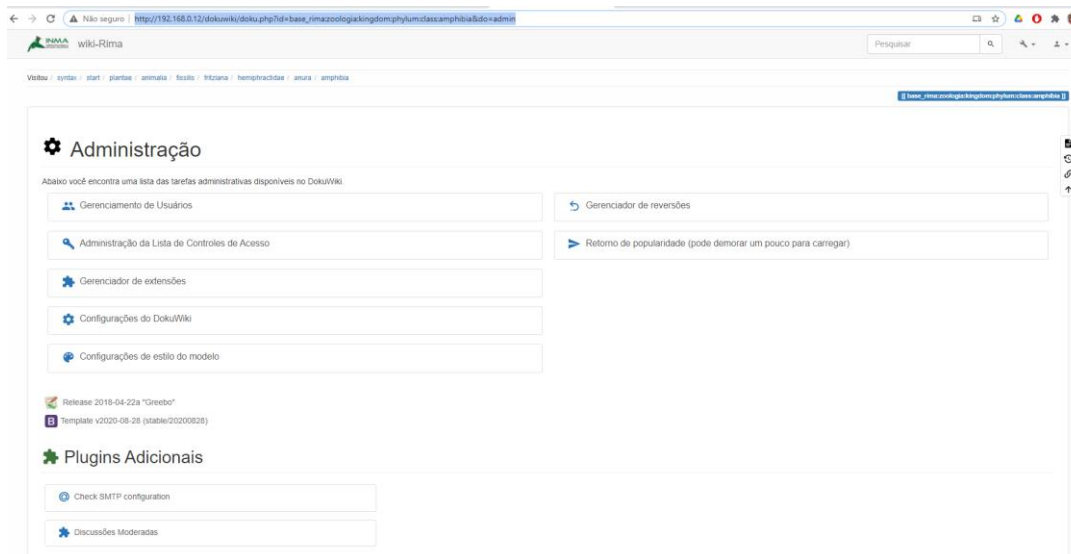 Não seguro
http://192.168.0.12/dokuwiki/doku.php?id=base_rima:zoologia:kingdom:phylum:class:amphibia&do=admin
INMA wiki-Rima
Pesquisar
Visitou / syntax / start / plantae / animalia / fissilis / fritziana / hemiphractidae / anura / amphibia
[[ base_rima:zoologia:kingdom:phylum:class:amphibia ]]
Administração
Abaixo você encontra uma lista das tarefas administrativas disponíveis no DokuWiki.
Gerenciamento de Usuários
Gerenciador de reversões
Administração da Lista de Controles de Acesso
Retorno de popularidade (pode demorar um pouco para carregar)
Gerenciador de extensões
Configurações do DokuWiki
Configurações de estilo do modelo
Release 2018-04-22a "Greebo"
B Template v2020-08-28 (stable/20200828)
Plugins Adicionais
Check SMTP configuration
Discussões Moderadas